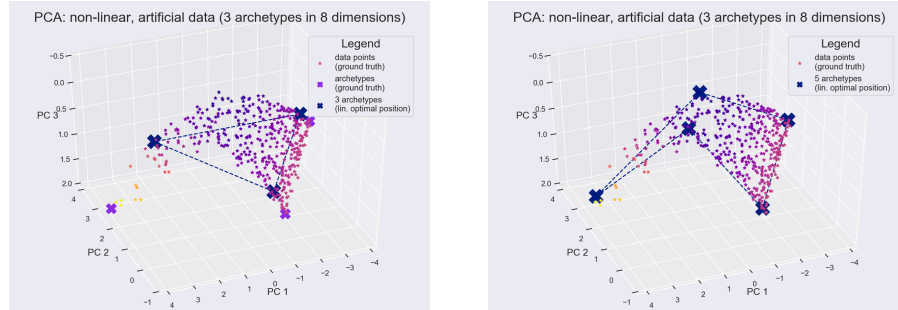 PCA: non-linear, artificial data (3 archetypes in 8 dimensions)
Legend
data points
(ground truth)
archetypes
(ground truth)
3 archetypes
(lin. optimal position)
PC 3
−0.5
0.0
0.5
1.0
1.5
2.0
4
3
2
1
0
−1
PC 2
4
3
2
1
0
−1
−2
−3
−4
PC 1
PCA: non-linear, artificial data (3 archetypes in 8 dimensions)
Legend
data points
(ground truth)
5 archetypes
(lin. optimal position)
PC 3
−0.5
0.0
0.5
1.0
1.5
2.0
4
3
2
1
0
−1
PC 2
4
3
2
1
0
−1
−2
−3
−4
PC 1